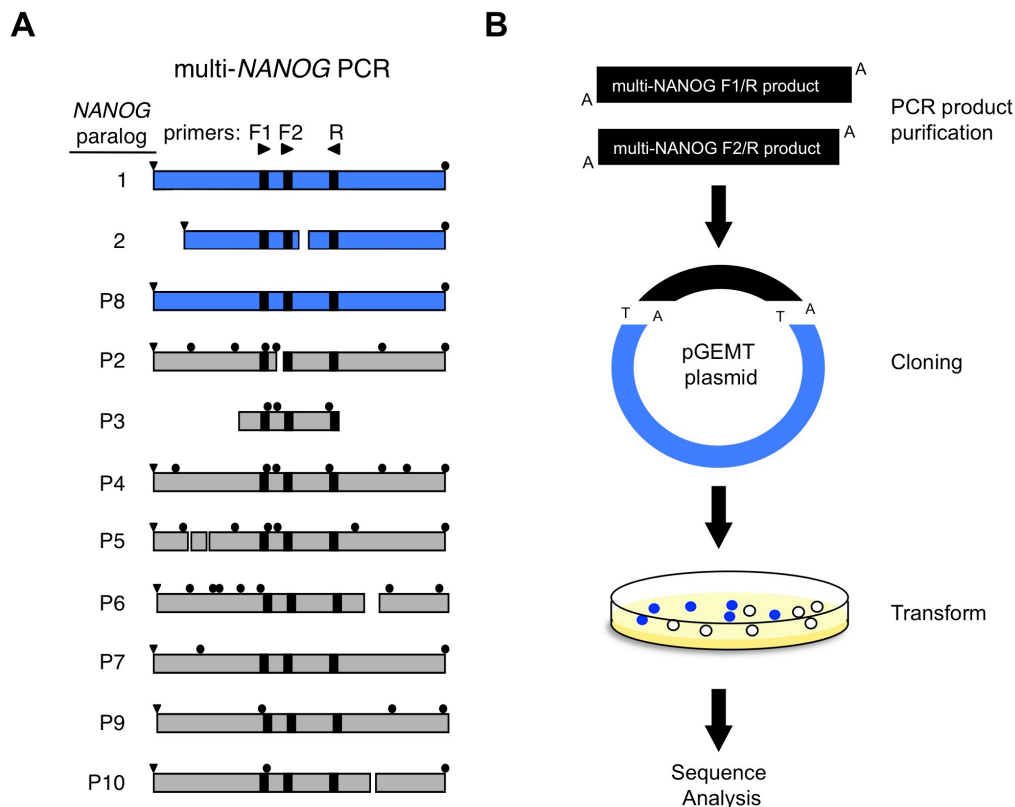 A
multi-NANOG PCR
NANOG
paralog
primers: F1 F2 R
1
2
P8
P2
P3
P4
P5
P6
P7
P9
P10
B
A multi-NANOG F1/R product A
A multi-NANOG F2/R product A
PCR product
purification
T A T A
pGEMT
plasmid
Cloning
Transform
Sequence
Analysis